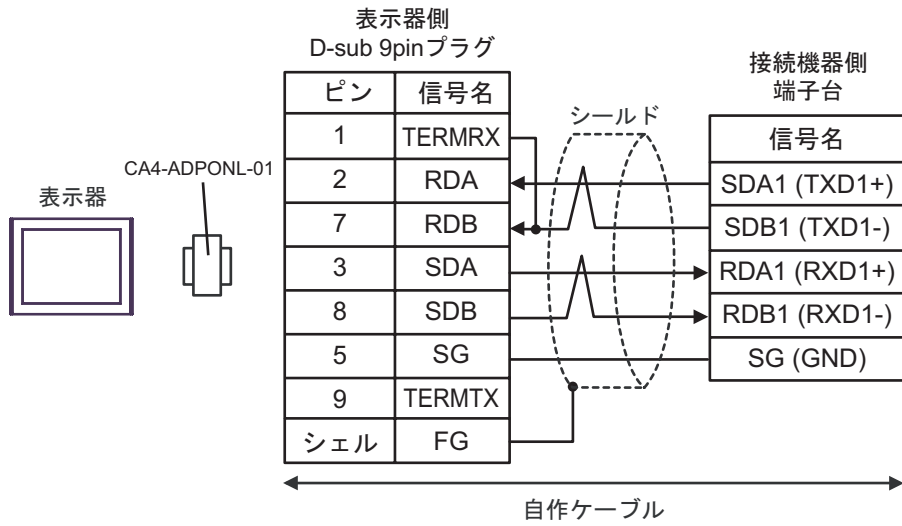 表示器側
D-sub 9pinプラグ
接続機器側
端子台
表示器
CA4-ADPONL-01
シールド
ピン 信号名
1 TERMRX
2 RDA
7 RDB
3 SDA
8 SDB
5 SG
9 TERMTX
シェル FG
信号名
SDA1 (TXD1+)
SDB1 (TXD1-)
RDA1 (RXD1+)
RDB1 (RXD1-)
SG (GND)
自作ケーブル